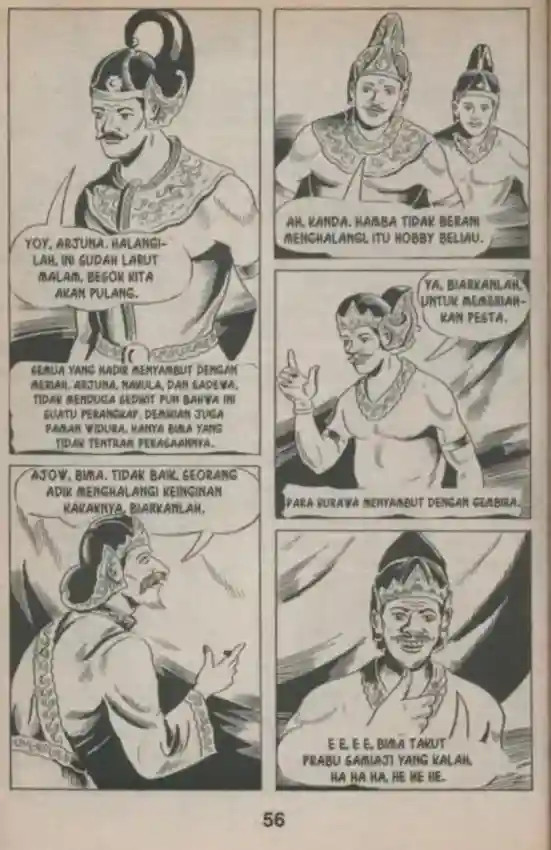 YOY, ARJUNA. HALANGI-
LAH, INI SUDAH LARUT
MALAM, BESOK KITA
AKAN PULANG.
SEMUA YANG HADIR MENYAMBUT DENGAN
MERIAH. ARJUNA, NAKULA, DAN SADEWA,
TIDAK MENDUGA SEDIKIT PUN BAHWA INI
SUATU PERANGKAP. DEMIKIAN JUGA
PAMAN WIDURA. HANYA BIMA YANG
TIDAK TENTRAM PERASAANNYA.
AH, KANDA. HAMBA TIDAK BERANI
MENGHALANGI, ITU HOBBY BELIAU.
YA, BIARKANLAH,
UNTUK MEMERIAH-
KAN PESTA.
PARA KURAWA MENYAMBUT DENGAN GEMBIRA.
AJOW, BIMA. TIDAK BAIK, SEORANG
ADIK MENGHALANGI KEINGINAN
KAKAKNYA, BIARKANLAH.
E E, E E, BIMA TAKUT
PRABU SAMIAJI YANG KALAH,
HA HA HA, HE HE HE.
56